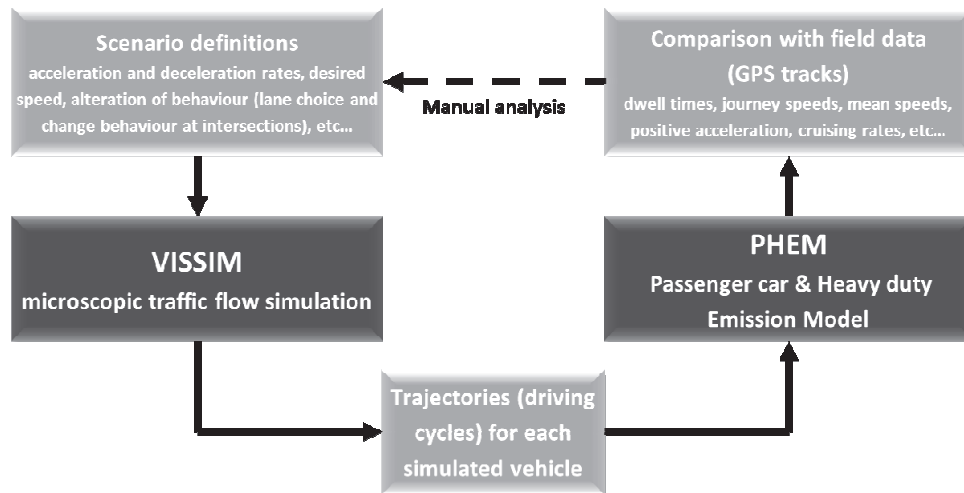 Scenario definitions
acceleration and deceleration rates, desired
speed, alteration of behaviour (lane choice and
change behaviour at intersections), etc...
Manual analysis
Comparison with field data
(GPS tracks)
dwell times, journey speeds, mean speeds,
positive acceleration, cruising rates, etc...
VISSIM
microscopic traffic flow simulation
PHEM
Passenger car & Heavy duty
Emission Model
Trajectories (driving
cycles) for each
simulated vehicle